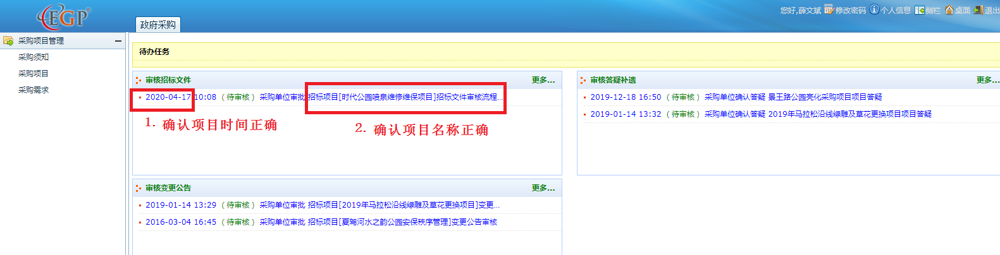 您好,薛文斌 修改密码 个人信息 侧栏 桌面 退出
EGP
政府采购
采购项目管理
采购须知
采购项目
采购需求
待办任务
审核招标文件 更多...
2020-04-17 10:08 （待审核） 采购单位审批 招标项目[时代公园喷泉维修维保项目]招标文件审核流程...
1. 确认项目时间正确
2. 确认项目名称正确
审核答疑补遗 更多...
2019-12-18 16:50 （待审核） 采购单位确认答疑 景王路公园亮化采购项目项目答疑
2019-01-14 13:32 （待审核） 采购单位确认答疑 2019年马拉松沿线绿雕及草花更换项目项目答疑
审核变更公告 更多...
2019-01-14 13:29 （待审核） 采购单位审批 招标项目[2019年马拉松沿线绿雕及草花更换项目]变更...
2016-03-04 16:45 （待审核） 采购单位审批 招标项目[夏驾河水之韵公园安保秩序管理]变更公告审核